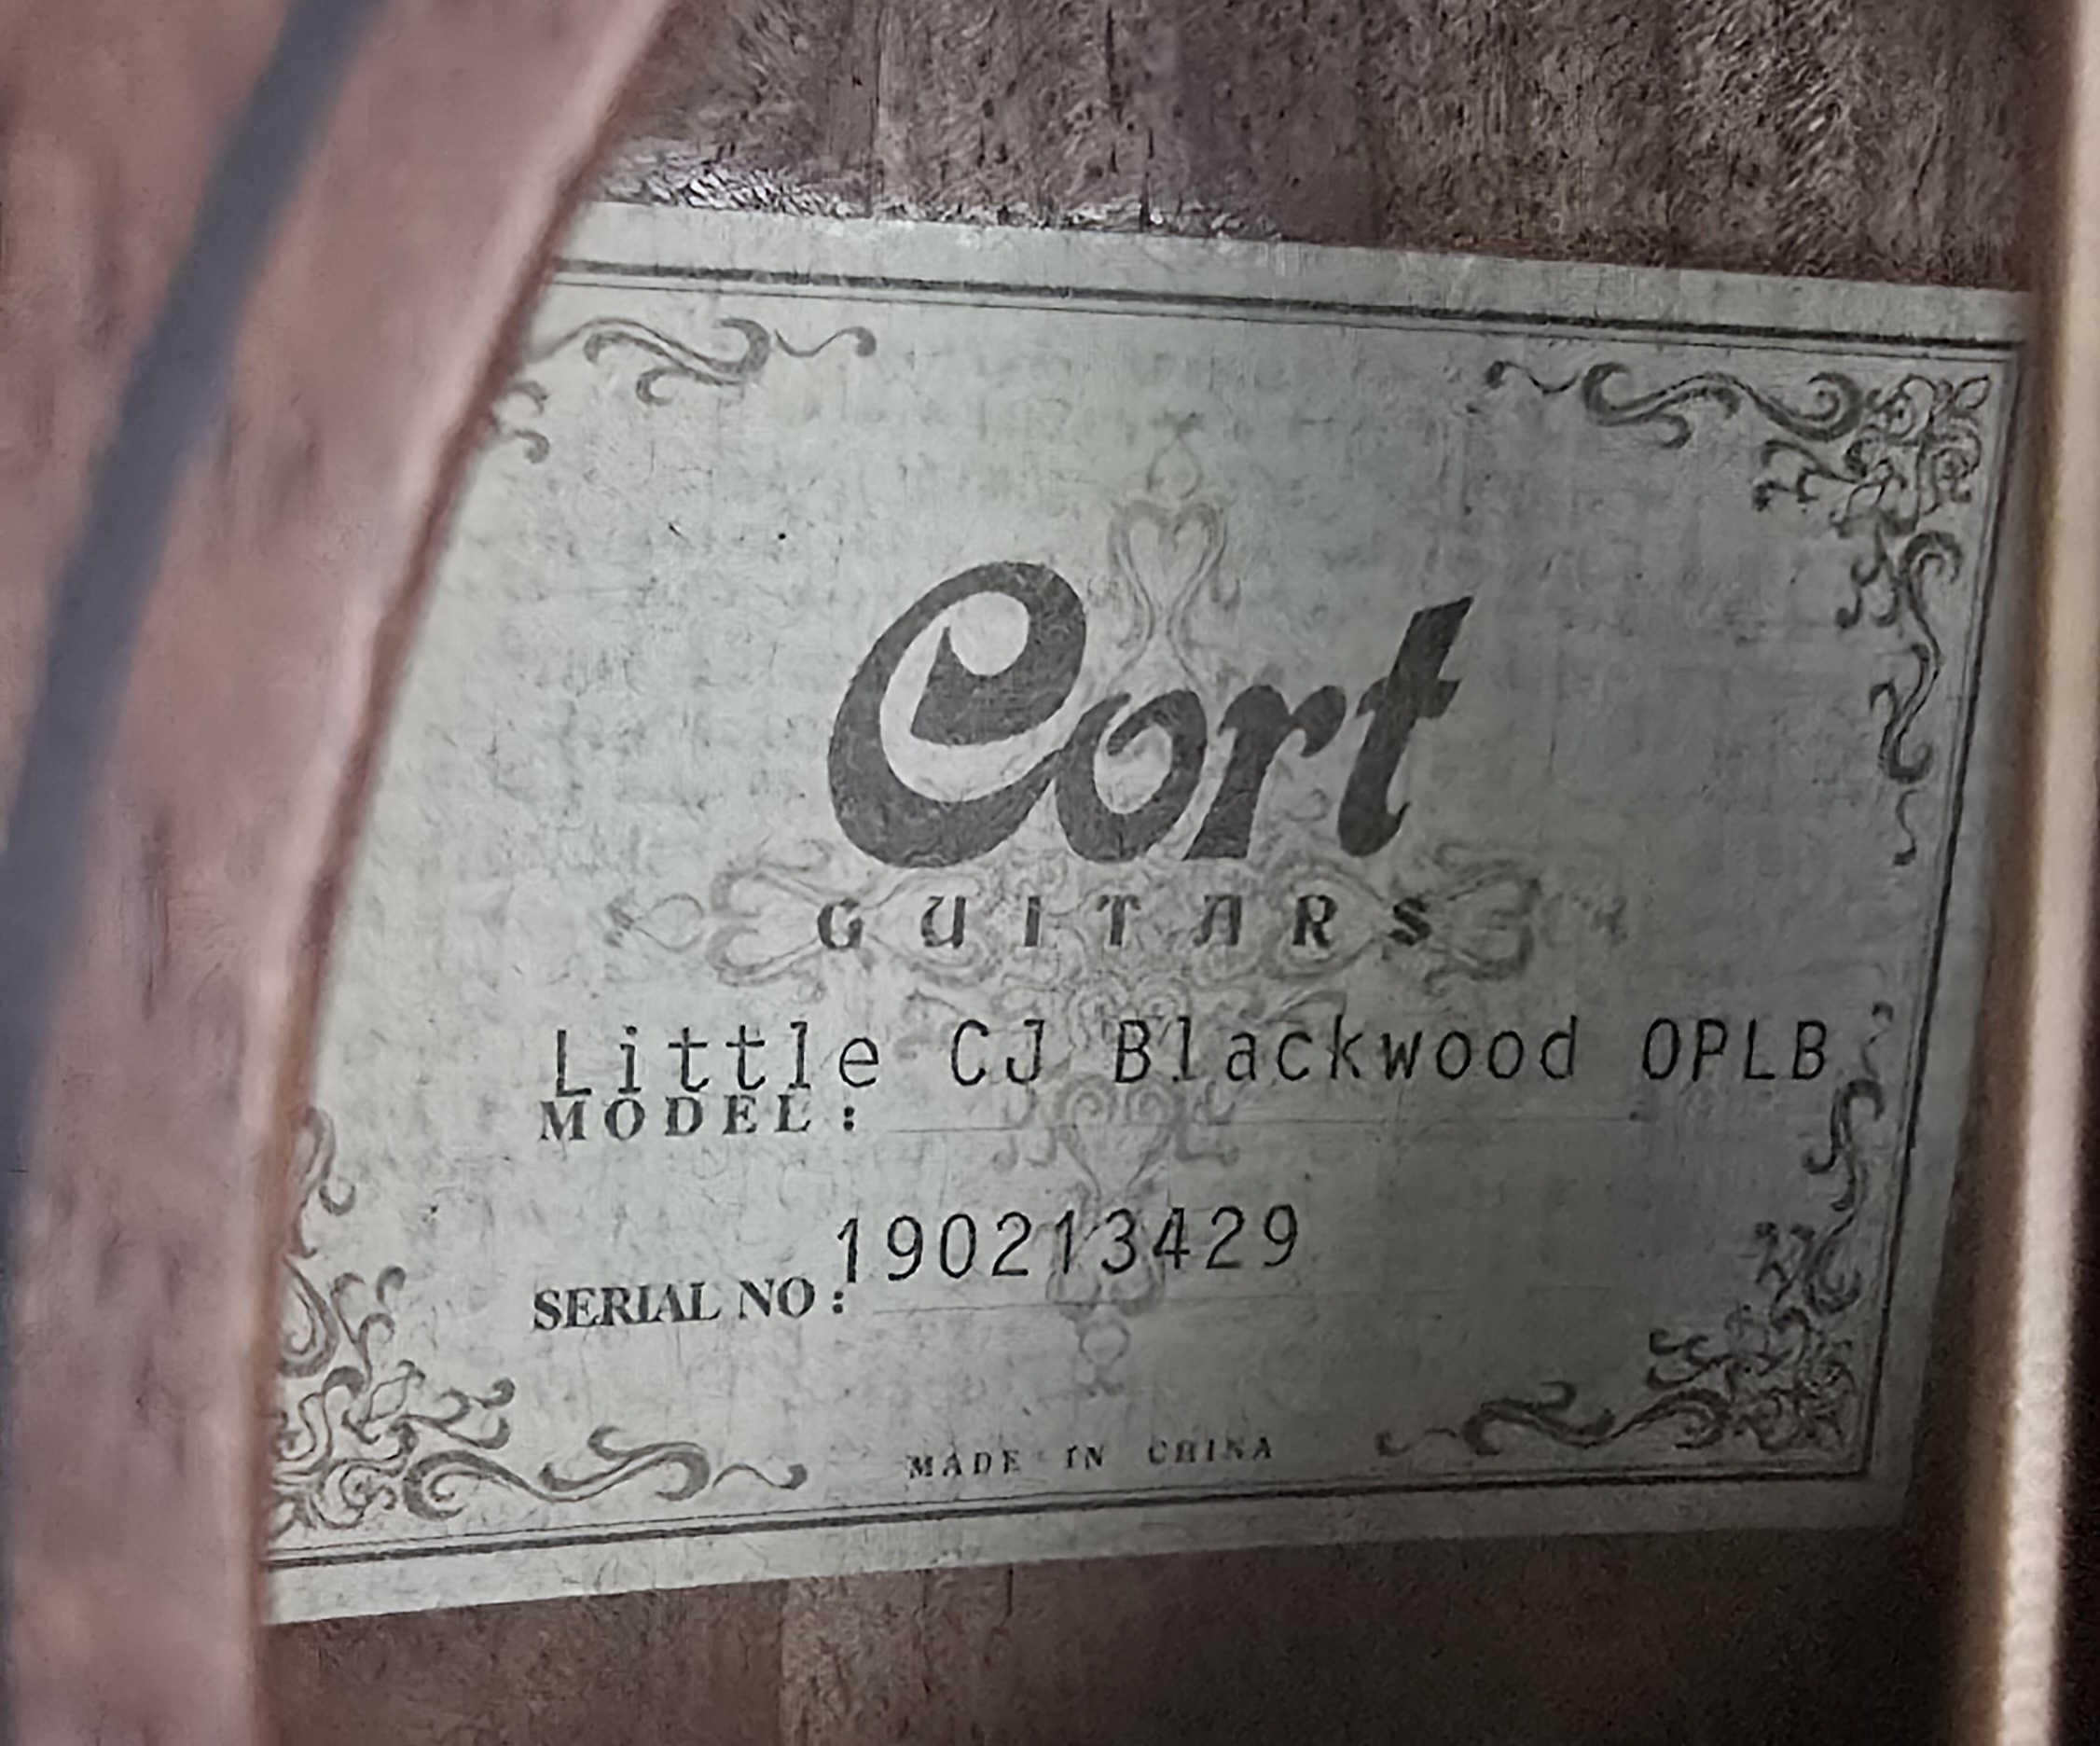 Cort
GUITARS
Little CJ Blackwood OPLB
MODEL:
190213429
SERIAL NO:
MADE IN CHINA